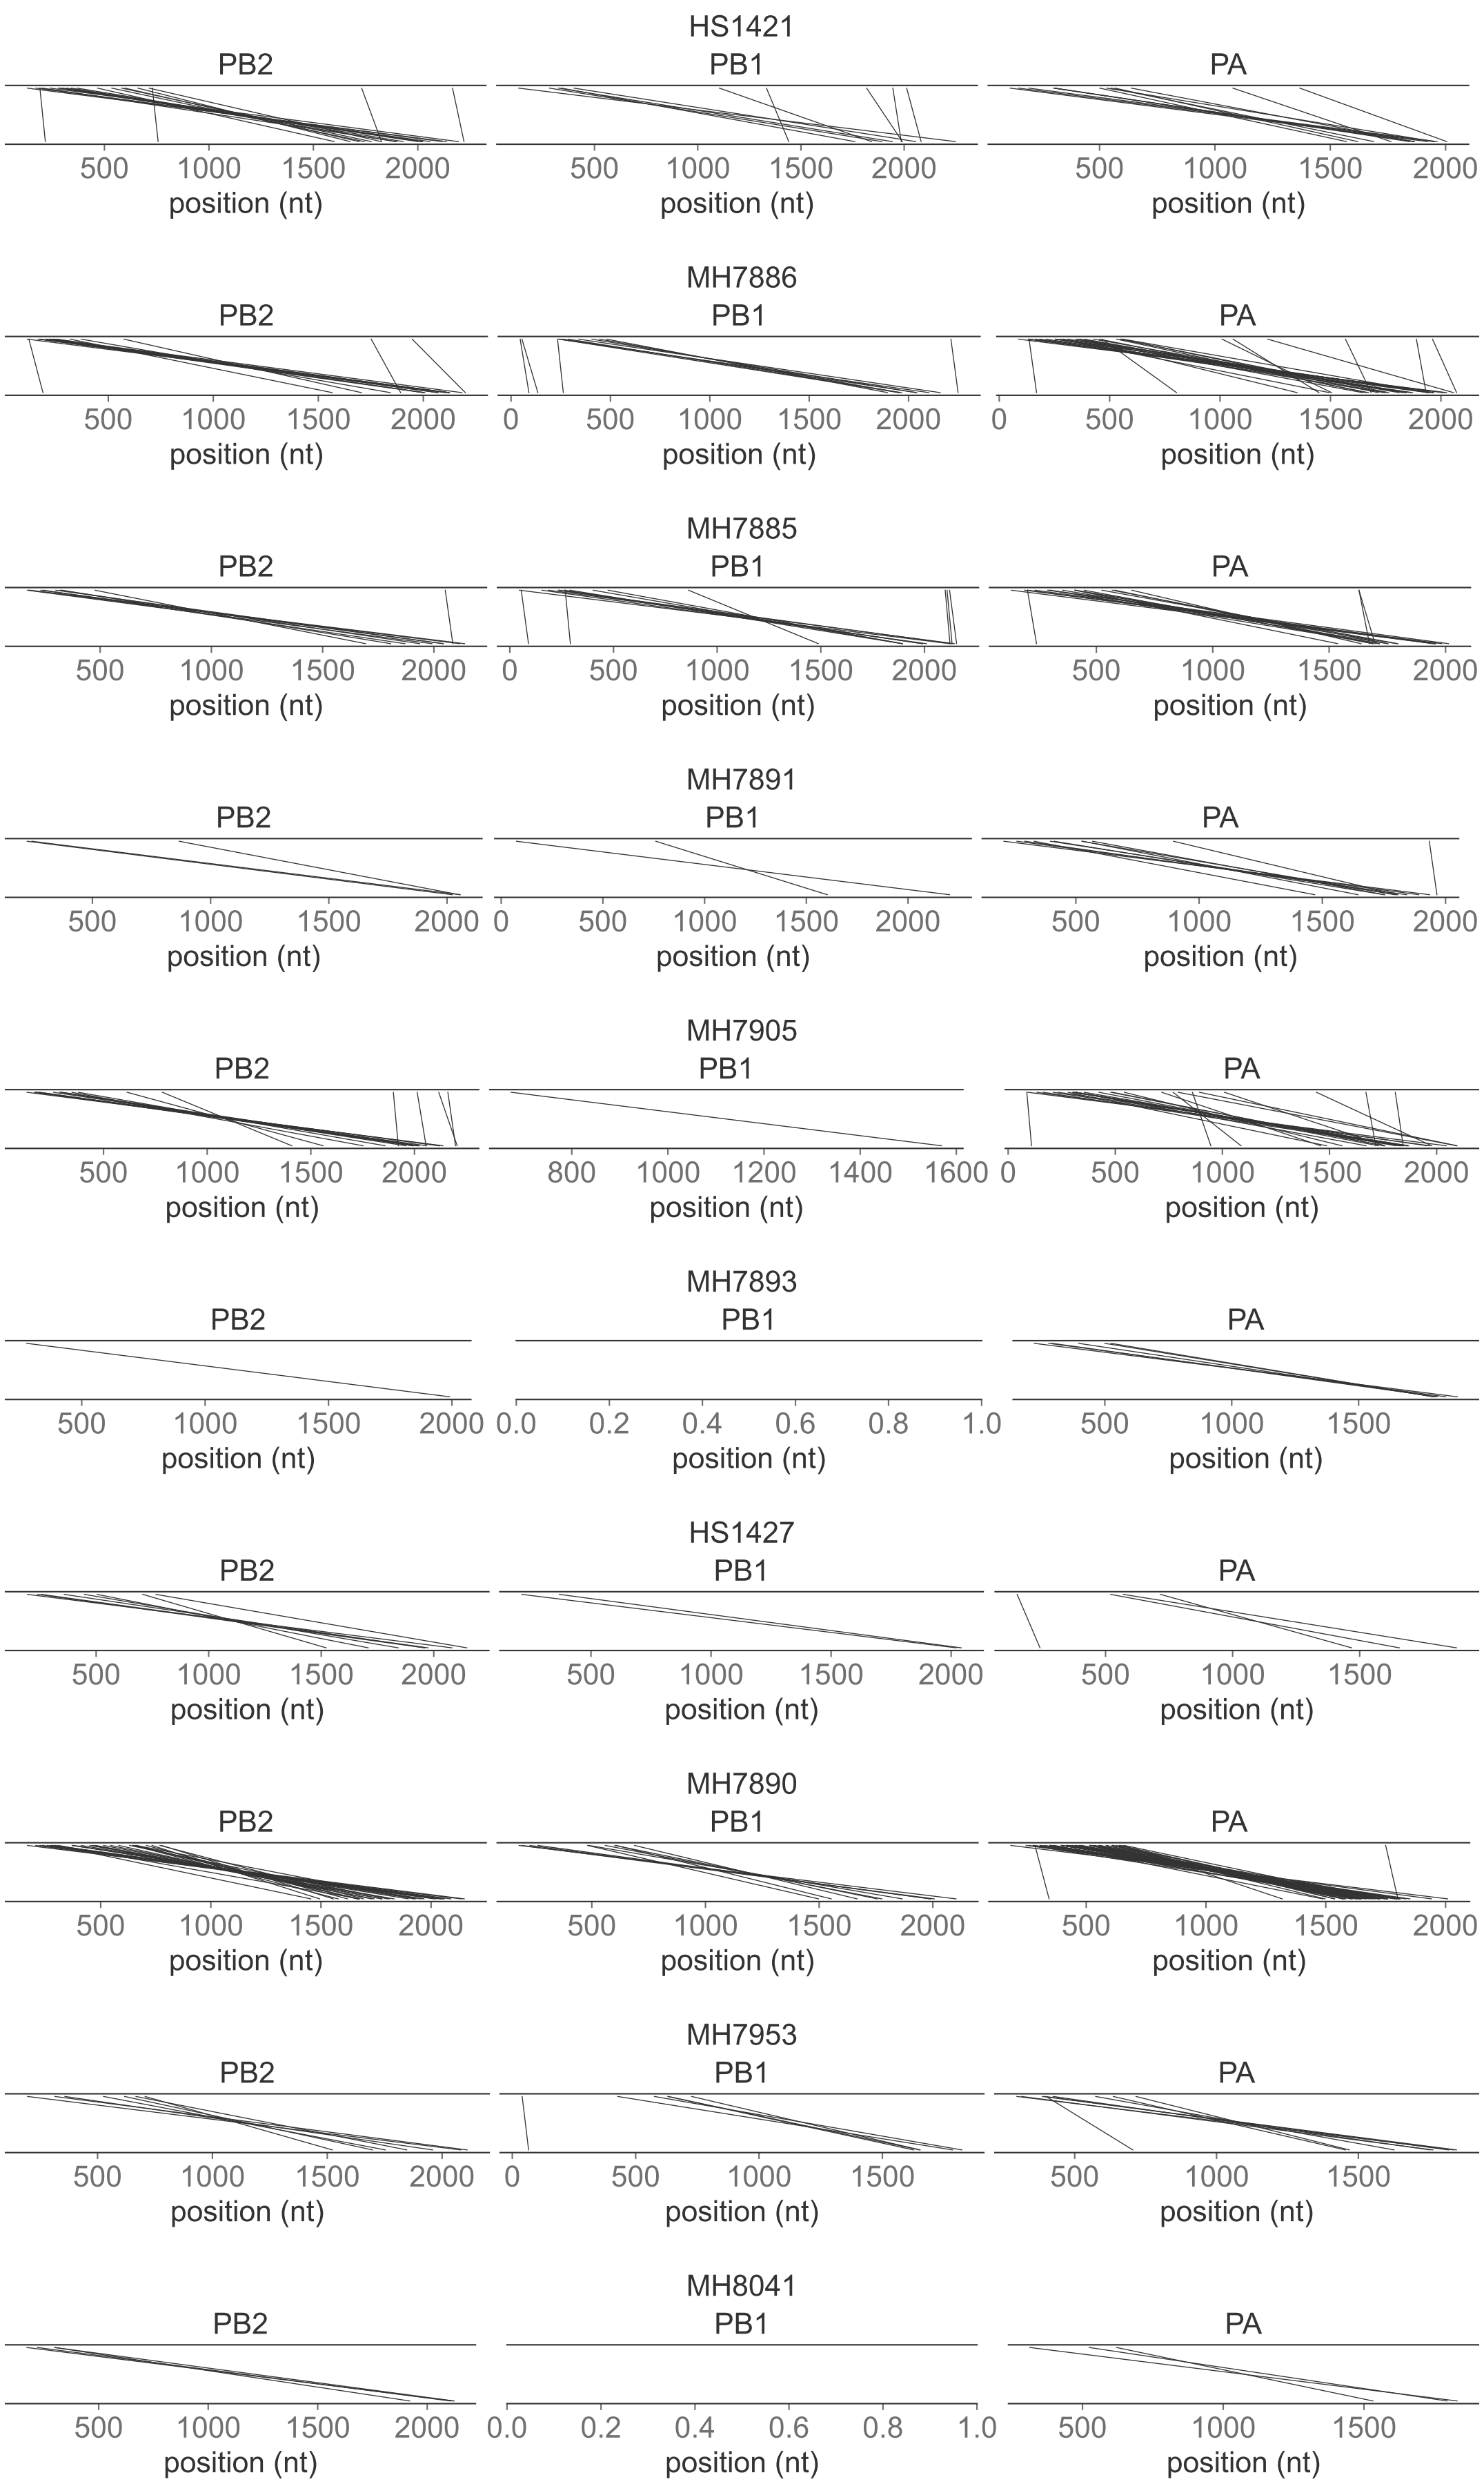 HS1421
PB2 PB1 PA
500 1000 1500 2000 500 1000 1500 2000 500 1000 1500 2000
position (nt) position (nt) position (nt)
MH7886
PB2 PB1 PA
500 1000 1500 2000 0 500 1000 1500 2000 0 500 1000 1500 2000
position (nt) position (nt) position (nt)
MH7885
PB2 PB1 PA
500 1000 1500 2000 0 500 1000 1500 2000 500 1000 1500 2000
position (nt) position (nt) position (nt)
MH7891
PB2 PB1 PA
500 1000 1500 2000 0 500 1000 1500 2000 500 1000 1500 2000
position (nt) position (nt) position (nt)
MH7905
PB2 PB1 PA
500 1000 1500 2000 800 1000 1200 1400 1600 0 500 1000 1500 2000
position (nt) position (nt) position (nt)
MH7893
PB2 PB1 PA
500 1000 1500 2000 0.0 0.2 0.4 0.6 0.8 1.0 500 1000 1500
position (nt) position (nt) position (nt)
HS1427
PB2 PB1 PA
500 1000 1500 2000 500 1000 1500 2000 500 1000 1500
position (nt) position (nt) position (nt)
MH7890
PB2 PB1 PA
500 1000 1500 2000 500 1000 1500 2000 500 1000 1500 2000
position (nt) position (nt) position (nt)
MH7953
PB2 PB1 PA
500 1000 1500 2000 0 500 1000 1500 500 1000 1500
position (nt) position (nt) position (nt)
MH8041
PB2 PB1 PA
500 1000 1500 2000 0.0 0.2 0.4 0.6 0.8 1.0 500 1000 1500
position (nt) position (nt) position (nt)